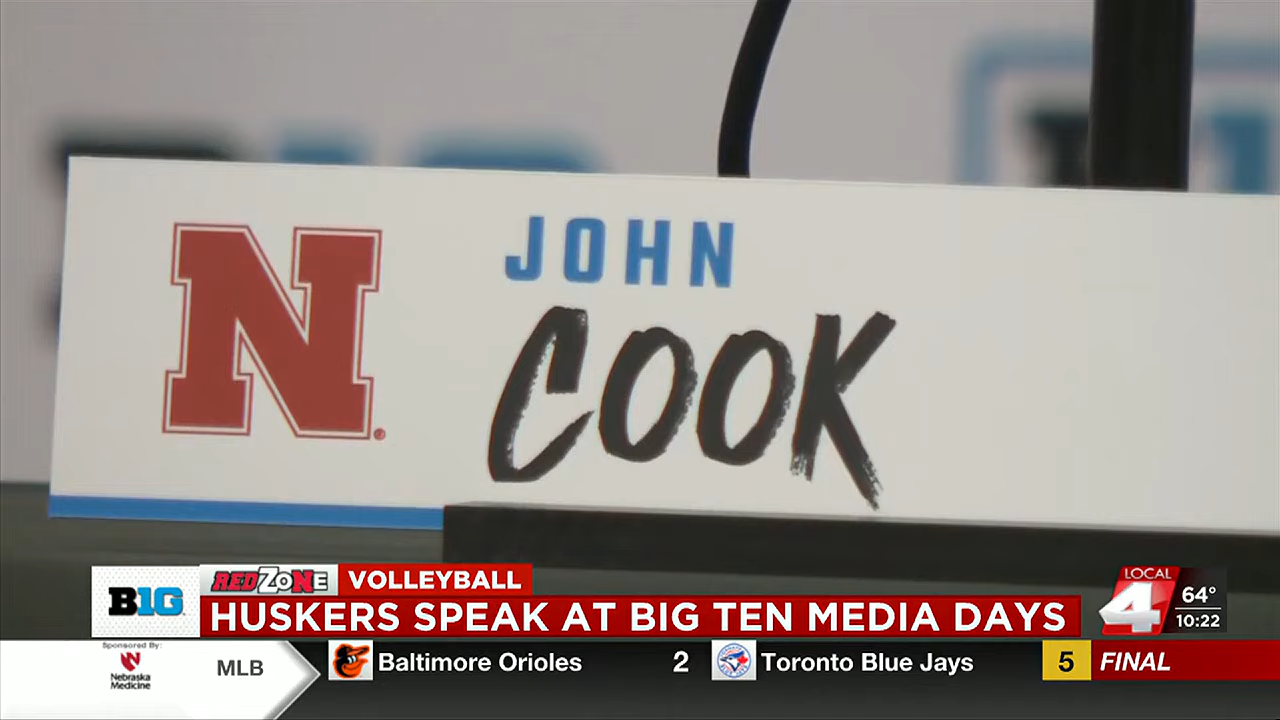 N
JOHN
COOK
B1G
REDZONE VOLLEYBALL
HUSKERS SPEAK AT BIG TEN MEDIA DAYS
LOCAL
4
64°
10:22
Sponsored By:
N
Nebraska
Medicine
MLB
Baltimore Orioles 2 Toronto Blue Jays 5 FINAL